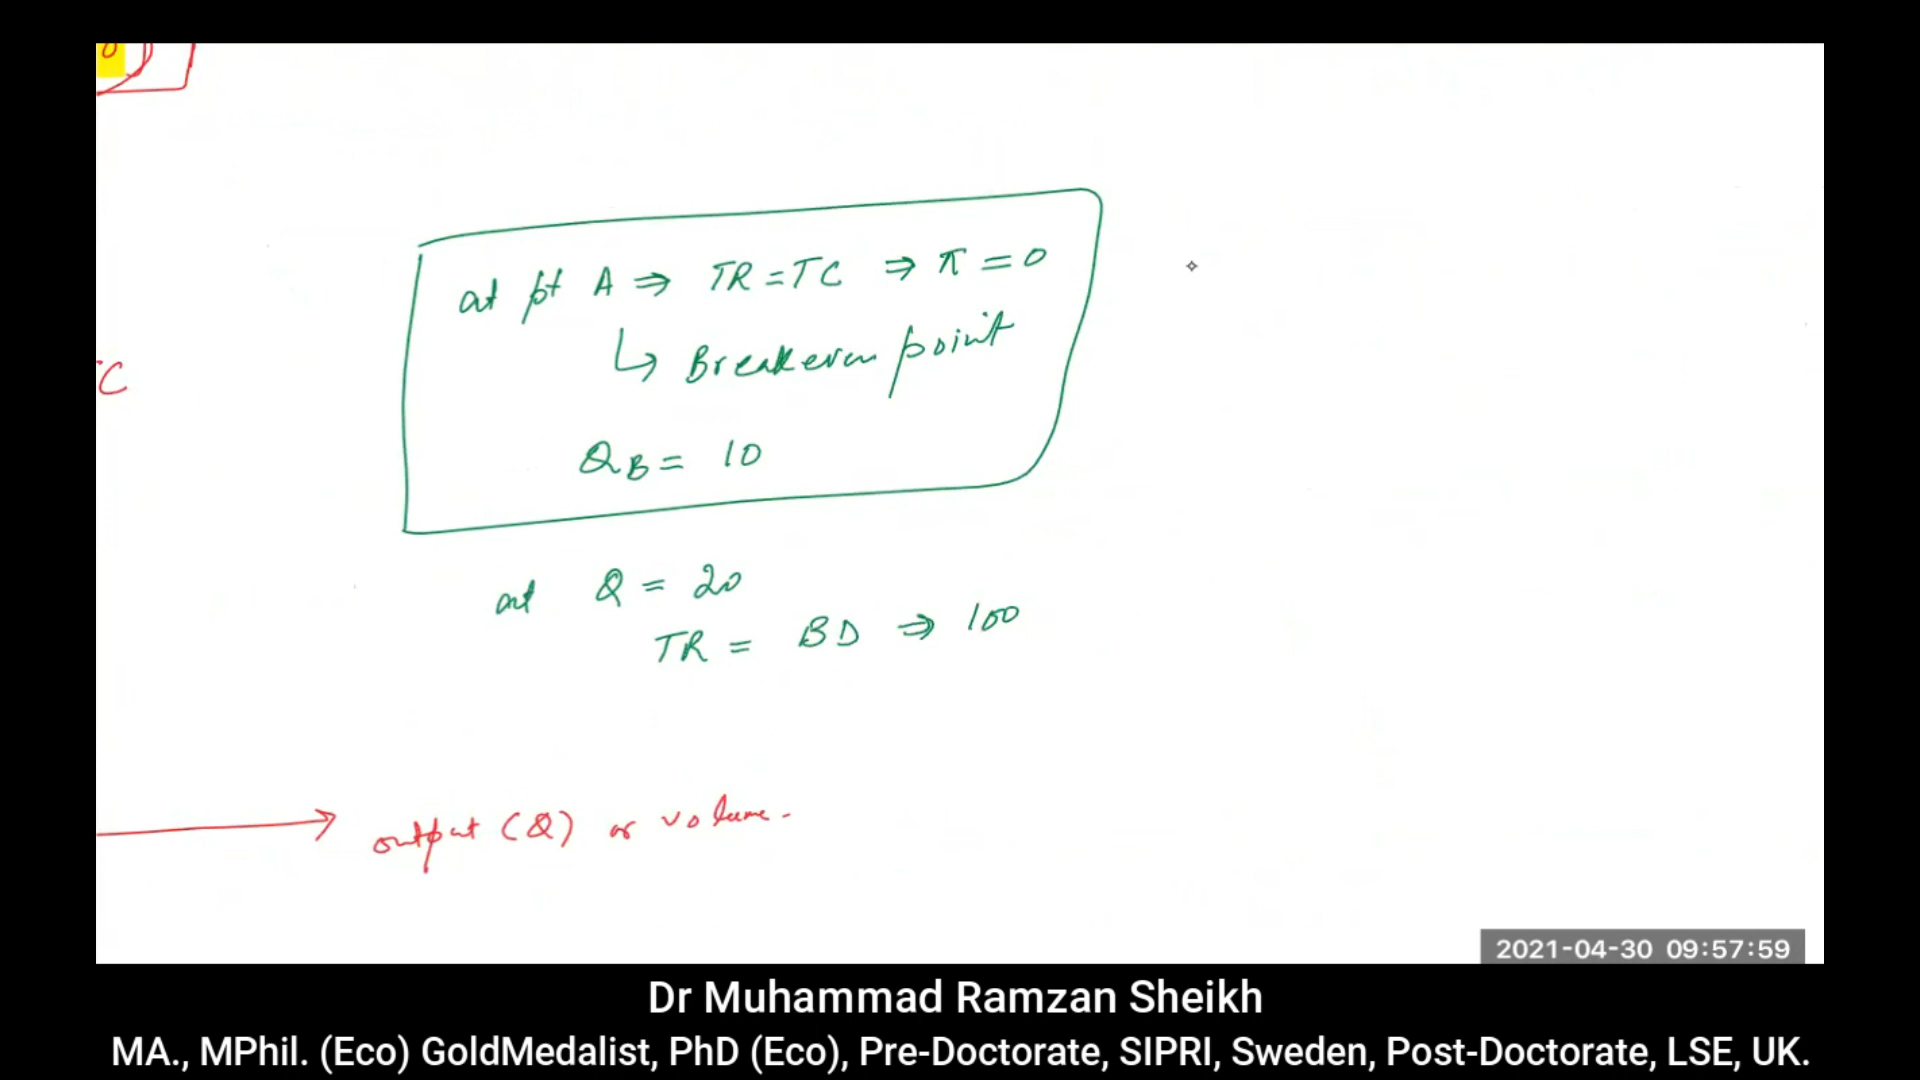 at pt A ⇒ TR = TC ⇒ π = 0
↳ Breakeven point
TC
Q_B = 10
at Q = 20
TR = BD ⇒ 100
output (Q) or volume.
2021-04-30 09:57:59
Dr Muhammad Ramzan Sheikh
MA., MPhil. (Eco) GoldMedalist, PhD (Eco), Pre-Doctorate, SIPRI, Sweden, Post-Doctorate, LSE, UK.